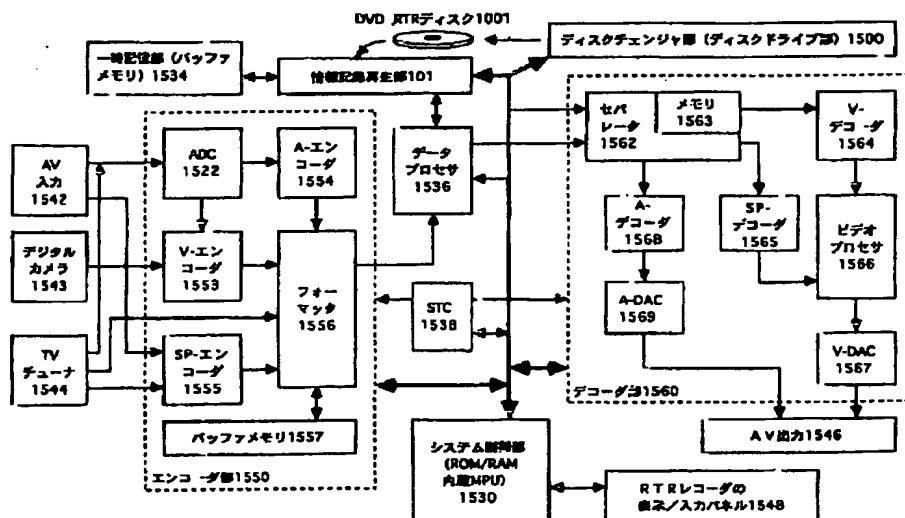 DVD RTRディスク1001
ディスクチェンジャ部（ディスクドライブ部）1500
一時記憶部（バッファ
メモリ）1534
情報記録再生部101
AV
入力
1542
デジタル
カメラ
1543
TV
チューナ
1544
ADC
1522
A-エン
コーダ
1554
V-エン
コーダ
1553
フォー
マッタ
1556
SP-エン
コーダ
1555
バッファメモリ1557
エンコーダ部1550
データ
プロセサ
1536
STC
1538
セパ
レータ
1562
メモリ
1563
V-
デコーダ
1564
A-
デコーダ
1568
SP-
デコーダ
1565
ビデオ
プロセサ
1566
A-DAC
1569
V-DAC
1567
デコーダ部1560
AV出力1546
システム制御部
(ROM/RAM
内蔵MPU)
1530
RTRレコーダの
表示／入力パネル1548